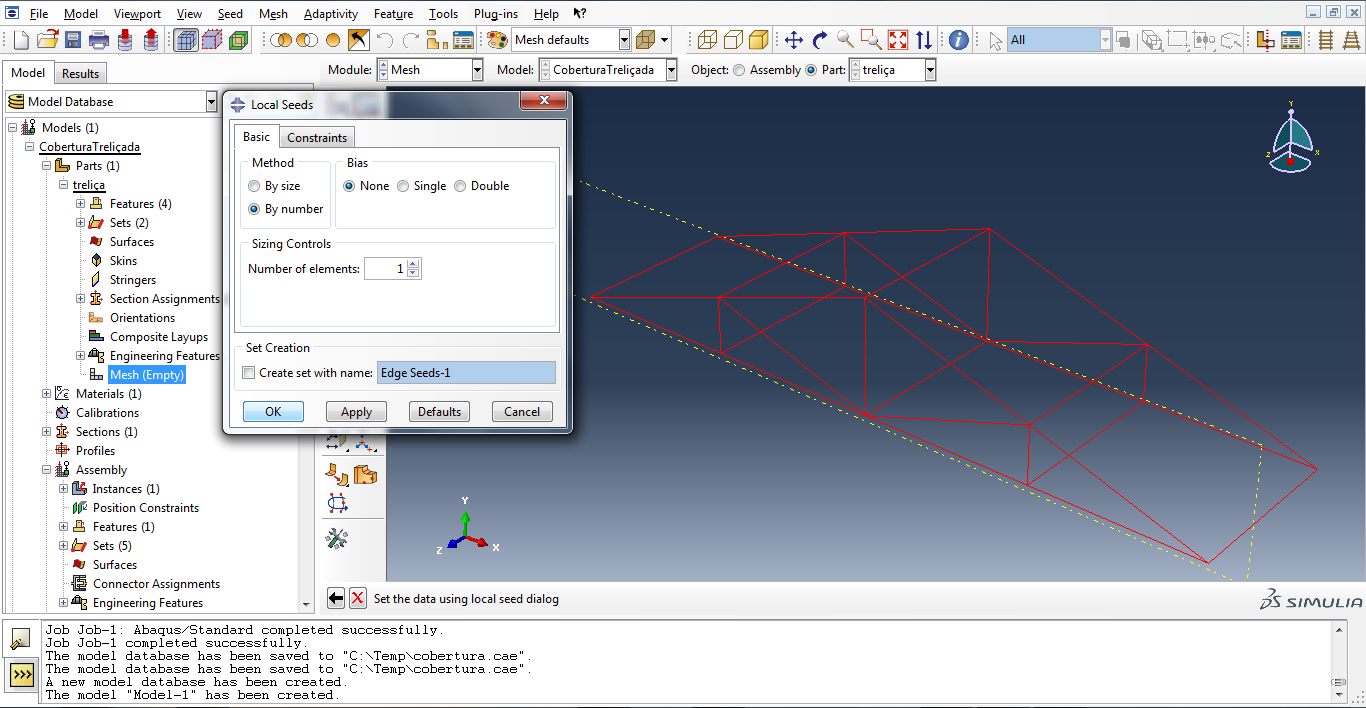 File Model Viewport View Seed Mesh Adaptivity Feature Tools Plug-ins Help
Mesh defaults
All
Model Results
Module: Mesh Model: CoberturaTreliçada Object: Assembly Part: treliça
Model Database
Models (1)
CoberturaTreliçada
Parts (1)
treliça
Features (4)
Sets (2)
Surfaces
Skins
Stringers
Section Assignments
Orientations
Composite Layups
Engineering Features
Mesh (Empty)
Materials (1)
Calibrations
Sections (1)
Profiles
Assembly
Instances (1)
Position Constraints
Features (1)
Sets (5)
Surfaces
Connector Assignments
Engineering Features
Local Seeds
Basic Constraints
Method
By size
By number
Bias
None Single Double
Sizing Controls
Number of elements: 1
Set Creation
Create set with name: Edge Seeds-1
OK Apply Defaults Cancel
Y
Z X
Y
Z X
Set the data using local seed dialog
SIMULIA
Job Job-1: Abaqus/Standard completed successfully.
Job Job-1 completed successfully.
The model database has been saved to "C:\Temp\cobertura.cae".
The model database has been saved to "C:\Temp\cobertura.cae".
A new model database has been created.
The model "Model-1" has been created.